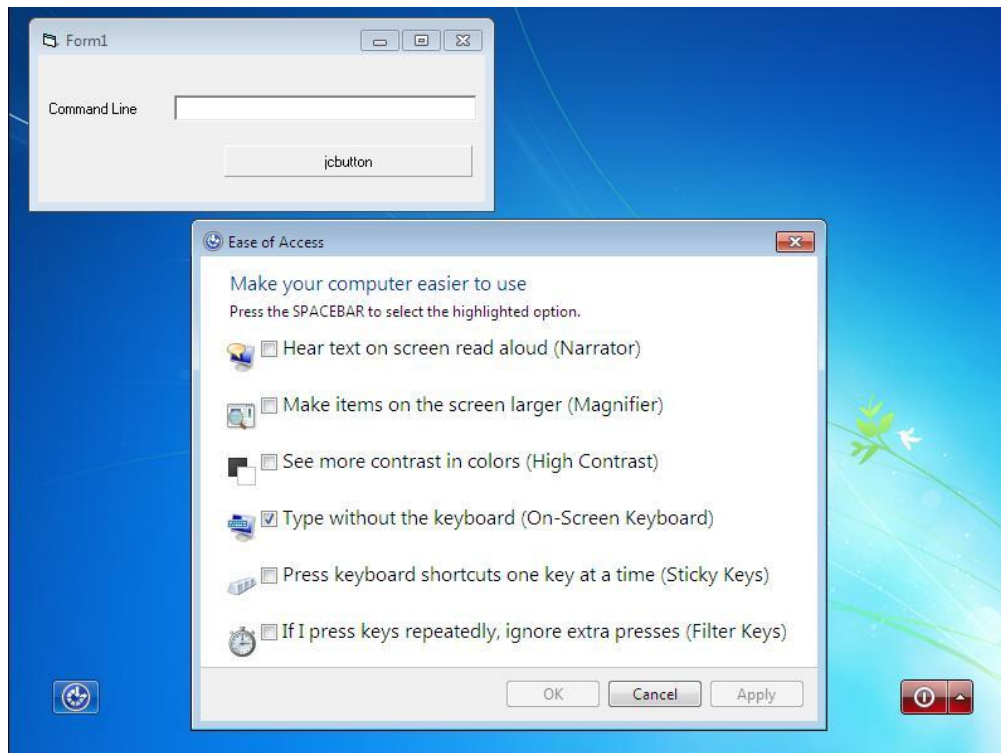 Form1
Command Line
jcbutton
Ease of Access
Make your computer easier to use
Press the SPACEBAR to select the highlighted option.
Hear text on screen read aloud (Narrator)
Make items on the screen larger (Magnifier)
See more contrast in colors (High Contrast)
Type without the keyboard (On-Screen Keyboard)
Press keyboard shortcuts one key at a time (Sticky Keys)
If I press keys repeatedly, ignore extra presses (Filter Keys)
OK Cancel Apply